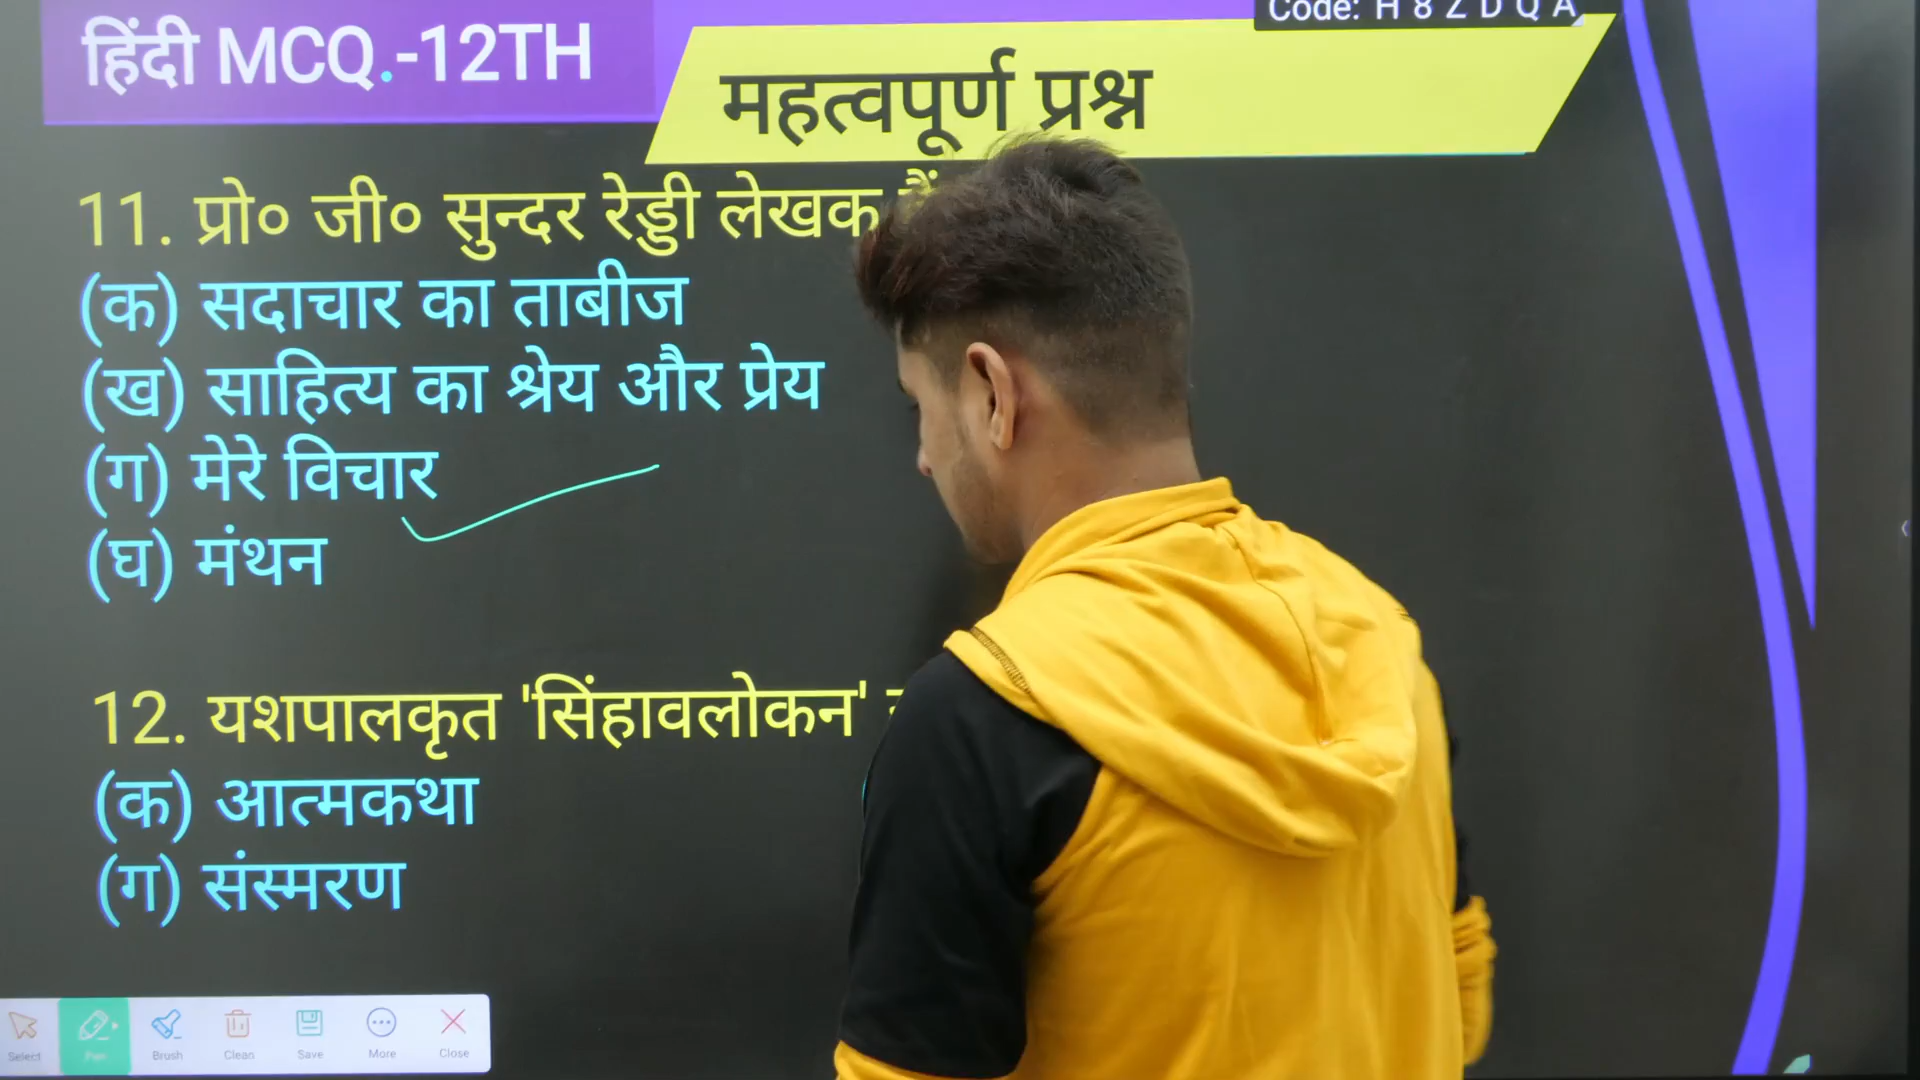 Code: H 8 Z D Q A
हिंदी MCQ.-12TH
महत्वपूर्ण प्रश्न
11. प्रो० जी० सुन्दर रेड्डी लेखक
(क) सदाचार का ताबीज
(ख) साहित्य का श्रेय और प्रेय
(ग) मेरे विचार
(घ) मंथन
12. यशपालकृत 'सिंहावलोकन'
(क) आत्मकथा
(ग) संस्मरण
Select Pen Brush Clean Save More Close